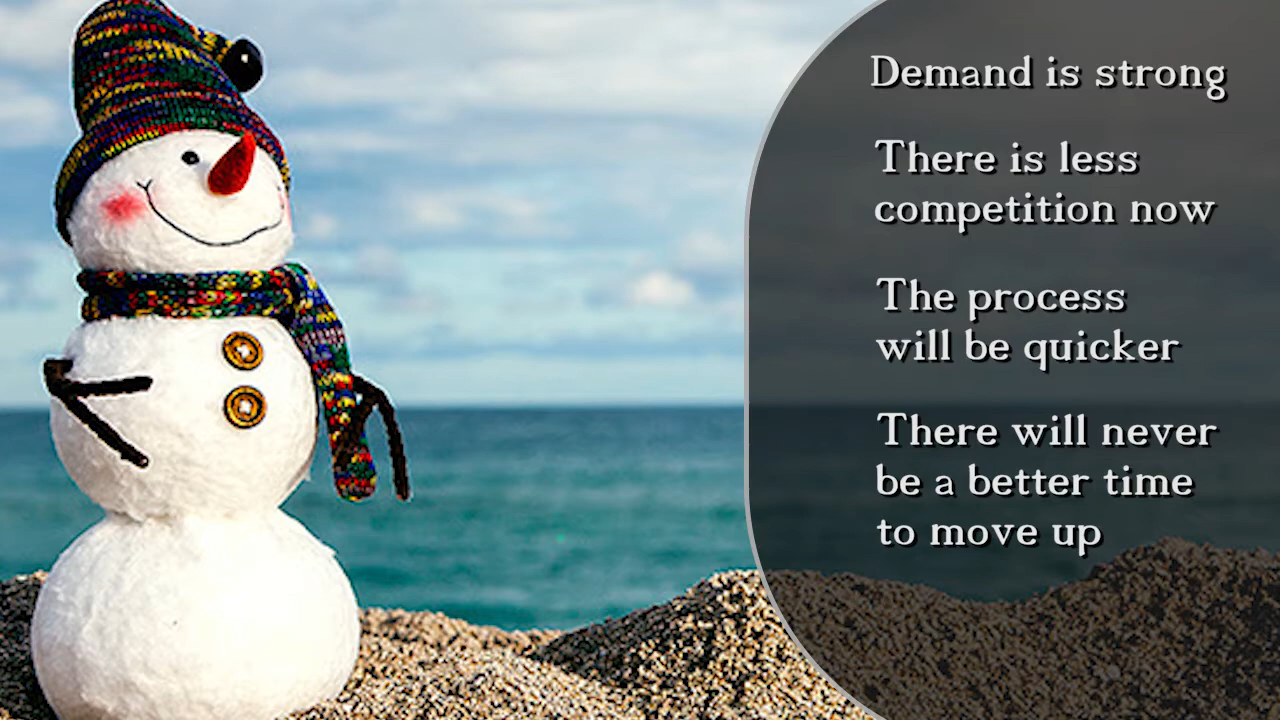 Demand is strong
There is less
competition now
The process
will be quicker
There will never
be a better time
to move up